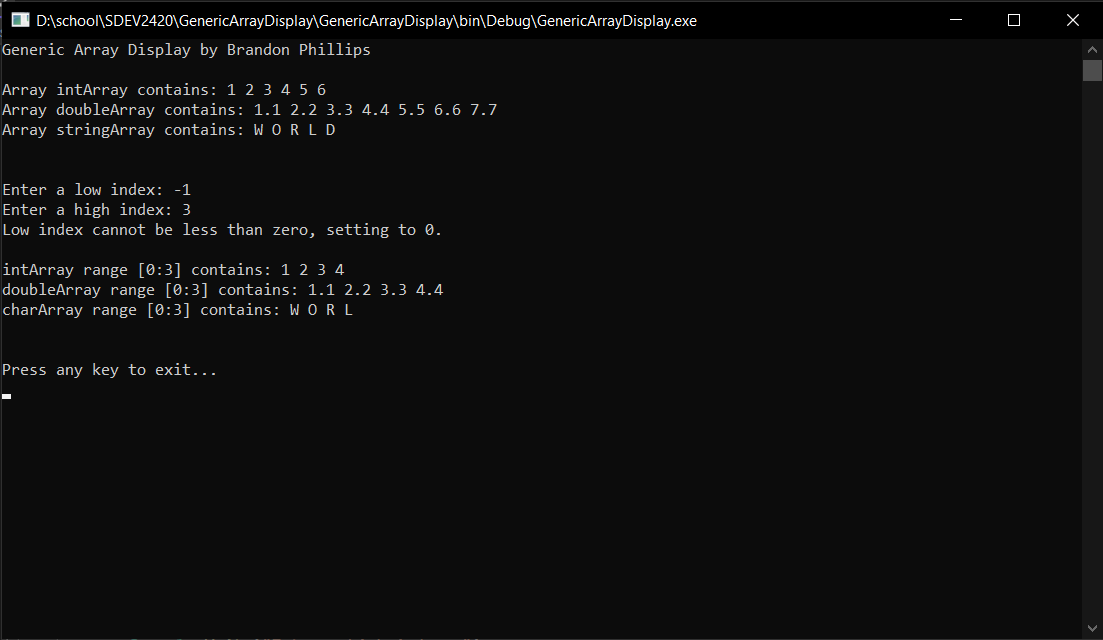 D:\school\SDEV2420\GenericArrayDisplay\GenericArrayDisplay\bin\Debug\GenericArrayDisplay.exe
Generic Array Display by Brandon Phillips
Array intArray contains: 1 2 3 4 5 6
Array doubleArray contains: 1.1 2.2 3.3 4.4 5.5 6.6 7.7
Array stringArray contains: W O R L D
Enter a low index: -1
Enter a high index: 3
Low index cannot be less than zero, setting to 0.
intArray range [0:3] contains: 1 2 3 4
doubleArray range [0:3] contains: 1.1 2.2 3.3 4.4
charArray range [0:3] contains: W O R L
Press any key to exit...